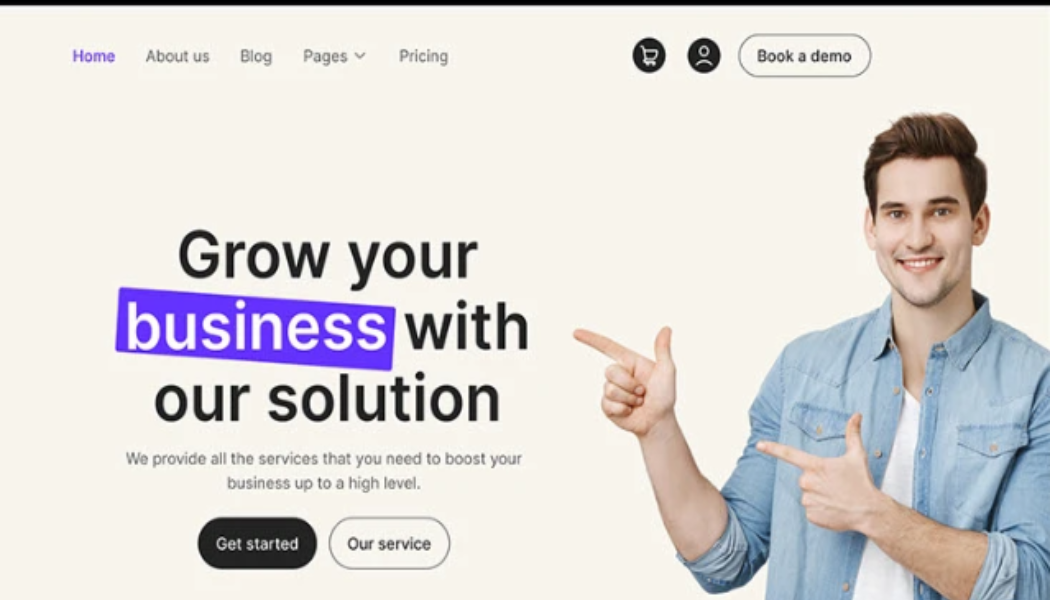 Home About us Blog Pages Pricing Book a demo
Grow your
business with
our solution
We provide all the services that you need to boost your
business up to a high level.
Get started Our service